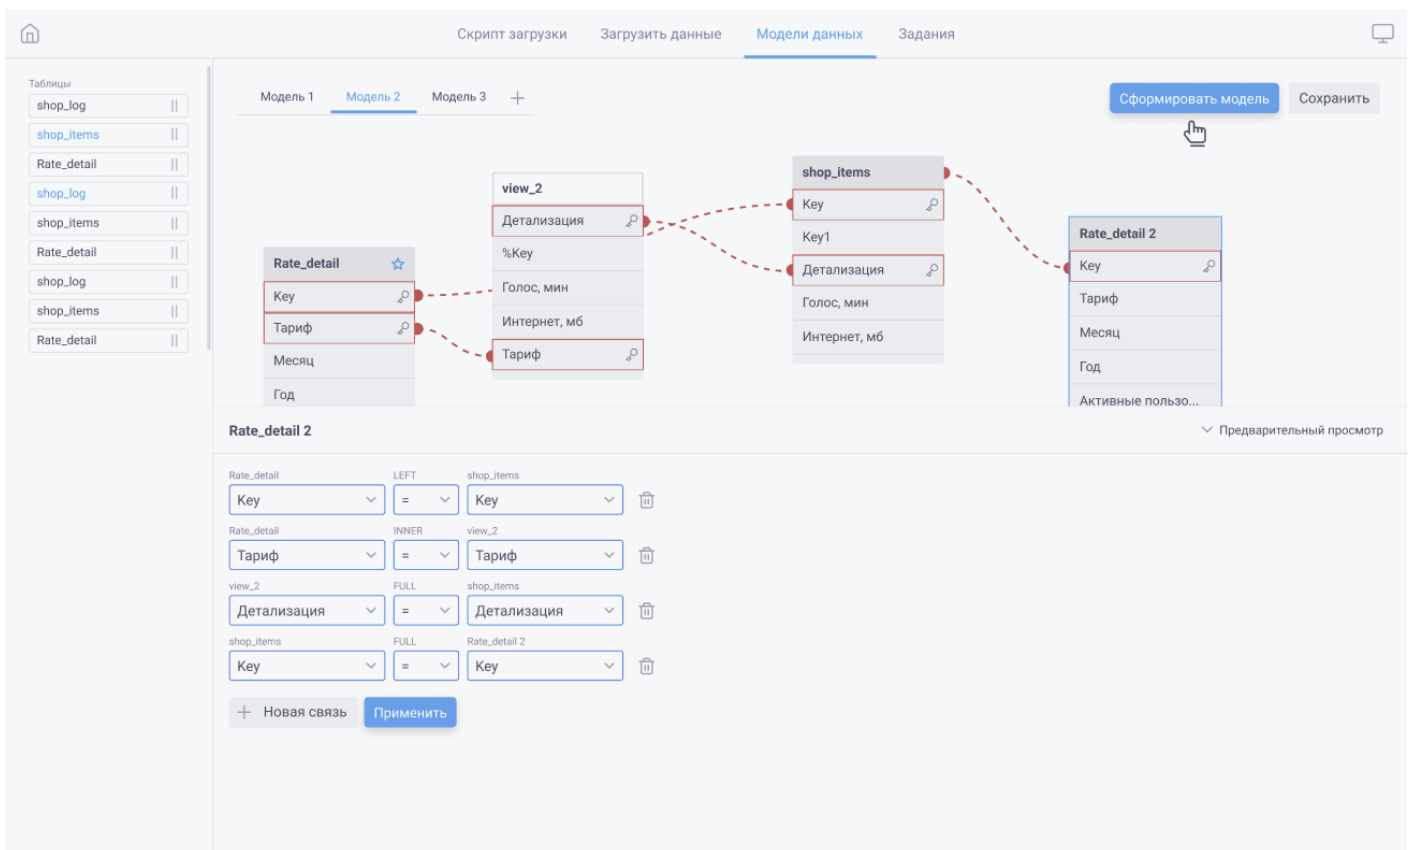 Скрипт загрузки Загрузить данные Модели данных Задания
Таблицы
shop_log
shop_items
Rate_detail
shop_log
shop_items
Rate_detail
shop_log
shop_items
Rate_detail
Модель 1 Модель 2 Модель 3
Сформировать модель Сохранить
Rate_detail
Key
Тариф
Месяц
Год
view_2
Детализация
%Key
Голос, мин
Интернет, мб
Тариф
shop_items
Key
Key1
Детализация
Голос, мин
Интернет, мб
Rate_detail 2
Key
Тариф
Месяц
Год
Активные пользо...
Rate_detail 2
Предварительный просмотр
Rate_detail LEFT shop_items
Key = Key
Rate_detail INNER view_2
Тариф = Тариф
view_2 FULL shop_items
Детализация = Детализация
shop_items FULL Rate_detail 2
Key = Key
Новая связь Применить